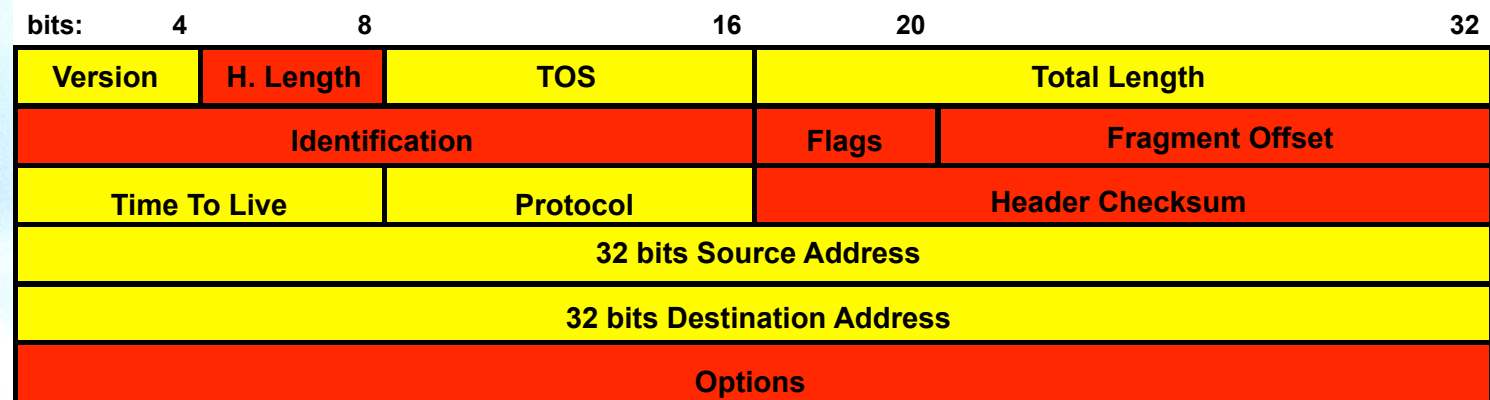 bits: 4 8 16 20 32
Version H. Length TOS Total Length
Identification Flags Fragment Offset
Time To Live Protocol Header Checksum
32 bits Source Address
32 bits Destination Address
Options